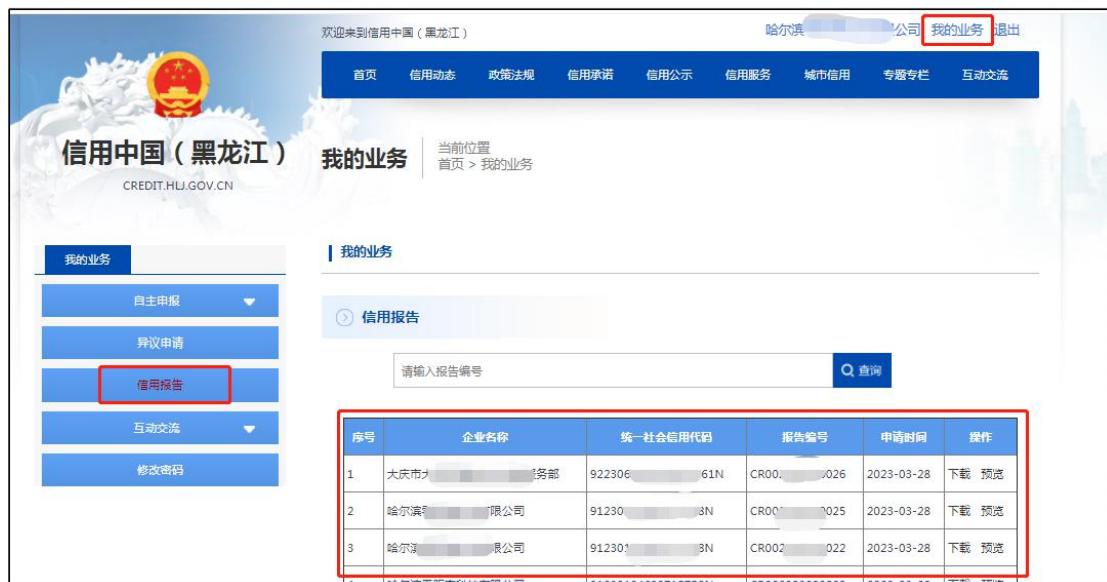 欢迎来到信用中国（黑龙江）
哈尔滨 公司 我的业务 退出
首页 信用动态 政策法规 信用承诺 信用公示 信用服务 城市信用 专题专栏 互动交流
信用中国（黑龙江）
CREDIT.HLJ.GOV.CN
我的业务
当前位置
首页 > 我的业务
我的业务
自主申报
异议申请
信用报告
互动交流
修改密码
我的业务
信用报告
请输入报告编号 查询
序号 企业名称 统一社会信用代码 报告编号 申请时间 操作
1 大庆市 务部 922306 61N CR00 0026 2023-03-28 下载 预览
2 哈尔滨 限公司 91230 3N CR00 0025 2023-03-28 下载 预览
3 哈尔滨 限公司 91230 3N CR002 022 2023-03-28 下载 预览